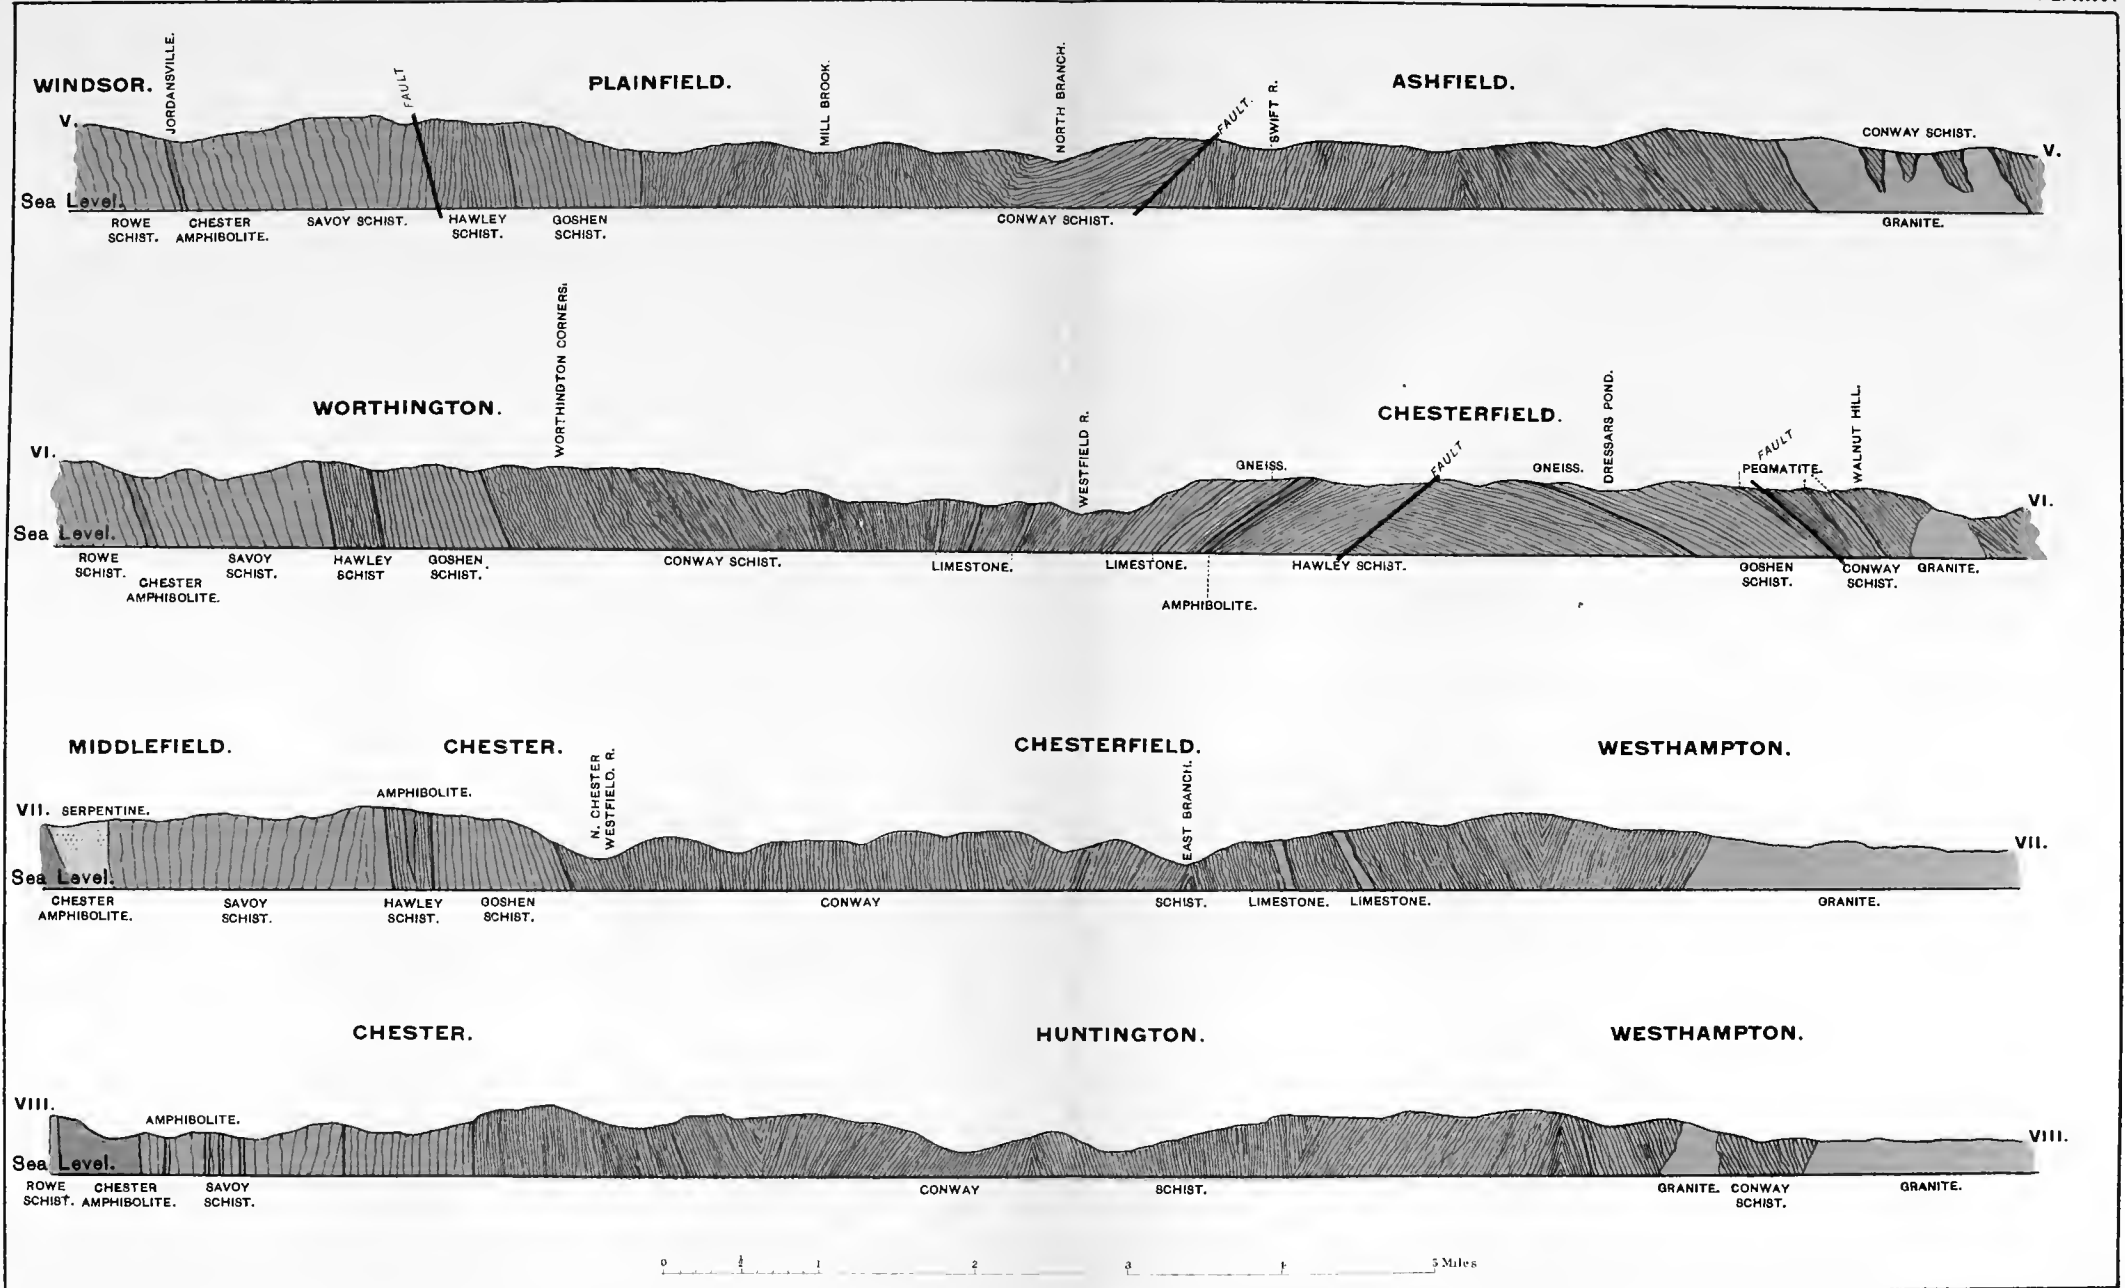 WINDSOR.
JORDANSVILLE.
FAULT
PLAINFIELD.
MILL BROOK.
NORTH BRANCH.
FAULT.
SWIFT R.
ASHFIELD.
CONWAY SCHIST.
V.
V.
Sea Level.
ROWE
SCHIST.
CHESTER
AMPHIBOLITE.
SAVOY SCHIST.
HAWLEY
SCHIST.
GOSHEN
SCHIST.
CONWAY SCHIST.
GRANITE.
WORTHINGTON.
WORTHINDTON CORNERS.
WESTFIELD R.
CHESTERFIELD.
GNEISS.
FAULT
GNEISS.
DRESSARS POND.
FAULT
PEGMATITE.
WALNUT HILL.
VI.
VI.
Sea Level.
ROWE
SCHIST.
CHESTER
AMPHIBOLITE.
SAVOY
SCHIST.
HAWLEY
SCHIST
GOSHEN
SCHIST.
CONWAY SCHIST.
LIMESTONE.
LIMESTONE.
AMPHIBOLITE.
HAWLEY SCHIST.
GOSHEN
SCHIST.
CONWAY
SCHIST.
GRANITE.
MIDDLEFIELD.
CHESTER.
N. CHESTER
WESTFIELD. R.
CHESTERFIELD.
EAST BRANCH.
WESTHAMPTON.
VII.
SERPENTINE.
AMPHIBOLITE.
VII.
Sea Level.
CHESTER
AMPHIBOLITE.
SAVOY
SCHIST.
HAWLEY
SCHIST.
GOSHEN
SCHIST.
CONWAY
SCHIST.
LIMESTONE.
LIMESTONE.
GRANITE.
CHESTER.
HUNTINGTON.
WESTHAMPTON.
VIII.
AMPHIBOLITE.
VIII.
Sea Level.
ROWE
SCHIST.
CHESTER
AMPHIBOLITE.
SAVOY
SCHIST.
CONWAY
SCHIST.
GRANITE.
CONWAY
SCHIST.
GRANITE.
0 ½ 1 2 3 4 5 Miles